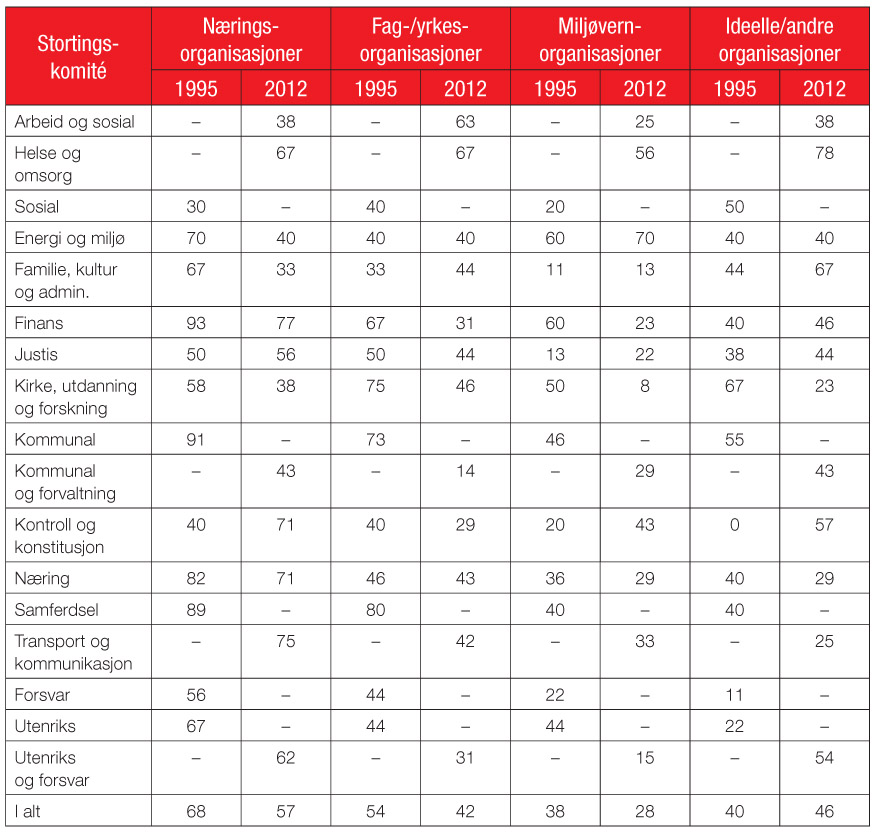 Stortings-
komité
Nærings-
organisasjoner
Fag-/yrkes-
organisasjoner
Miljøvern-
organisasjoner
Ideelle/andre
organisasjoner
1995 2012 1995 2012 1995 2012 1995 2012
Arbeid og sosial – 38 – 63 – 25 – 38
Helse og – 67 – 67 – 56 – 78
omsorg
Sosial 30 – 40 – 20 – 50 –
Energi og miljø 70 40 40 40 60 70 40 40
Familie, kultur 67 33 33 44 11 13 44 67
og admin.
Finans 93 77 67 31 60 23 40 46
Justis 50 56 50 44 13 22 38 44
Kirke, utdanning 58 38 75 46 50 8 67 23
og forskning
Kommunal 91 – 73 – 46 – 55 –
Kommunal – 43 – 14 – 29 – 43
og forvaltning
Kontroll og 40 71 40 29 20 43 0 57
konstitusjon
Næring 82 71 46 43 36 29 40 29
Samferdsel 89 – 80 – 40 – 40 –
Transport og – 75 – 42 – 33 – 25
kommunikasjon
Forsvar 56 – 44 – 22 – 11 –
Utenriks 67 – 44 – 44 – 22 –
Utenriks – 62 – 31 – 15 – 54
og forsvar
I alt 68 57 54 42 38 28 40 46